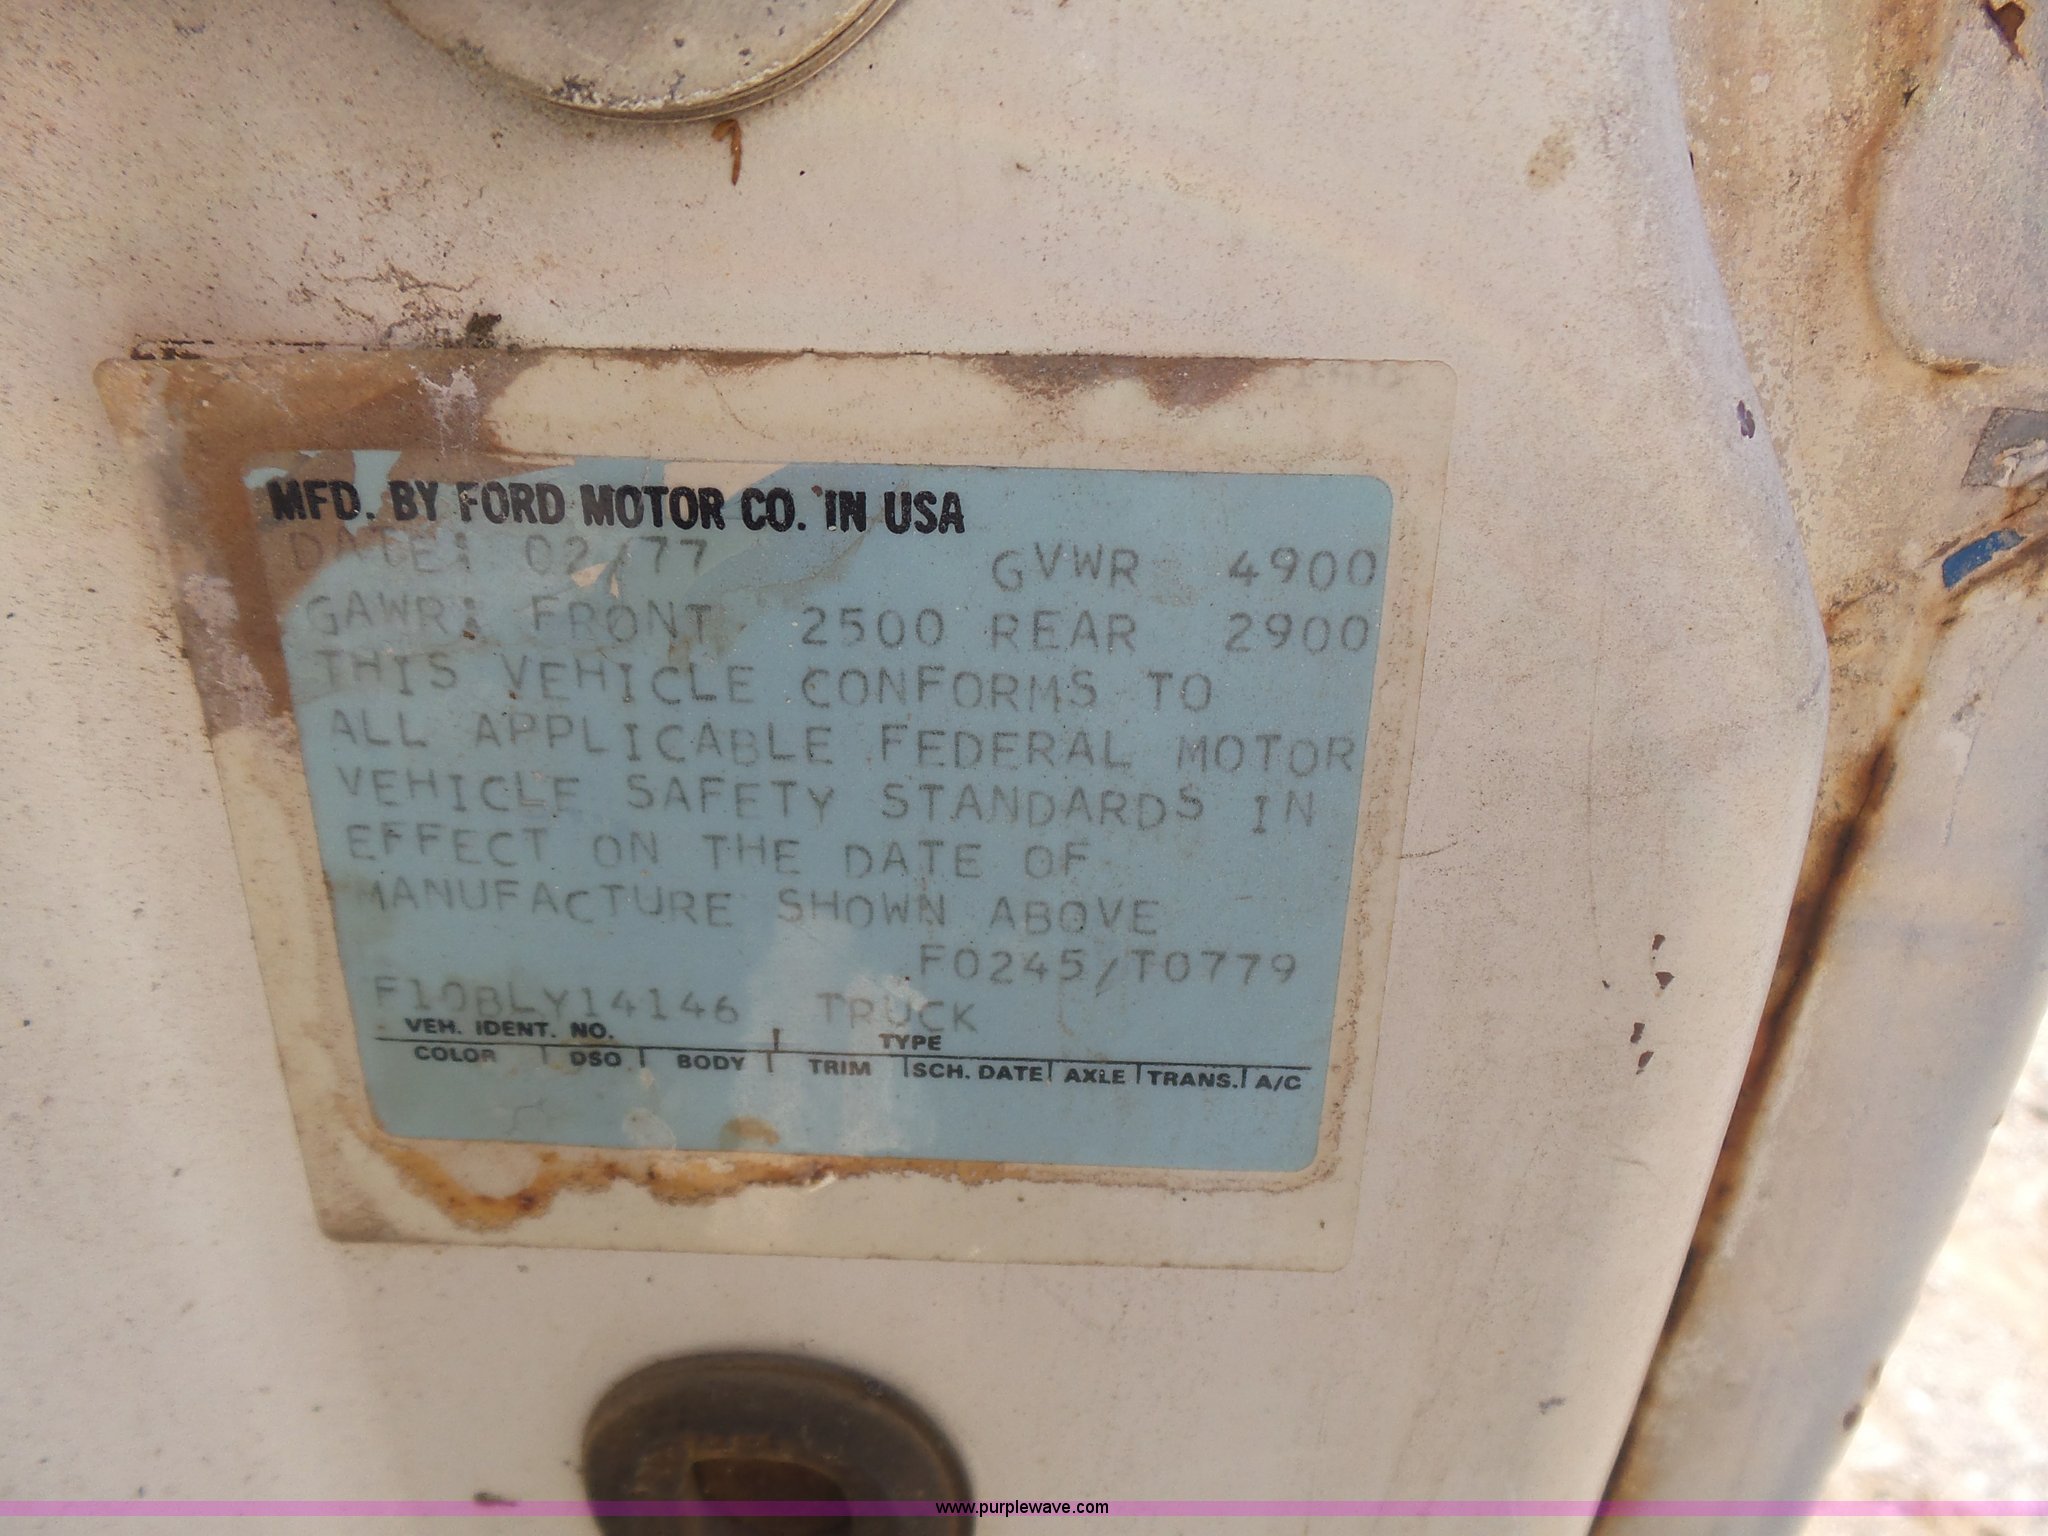 MFD. BY FORD MOTOR CO. IN USA
DATE: 02/77 GVWR 4900
GAWR: FRONT 2500 REAR 2900
THIS VEHICLE CONFORMS TO
ALL APPLICABLE FEDERAL MOTOR
VEHICLE SAFETY STANDARDS IN
EFFECT ON THE DATE OF
MANUFACTURE SHOWN ABOVE
F0245/T0779
F10BLY14146 TRUCK
VEH. IDENT. NO. TYPE
COLOR DSO BODY TRIM SCH. DATE AXLE TRANS. A/C
www.purplewave.com